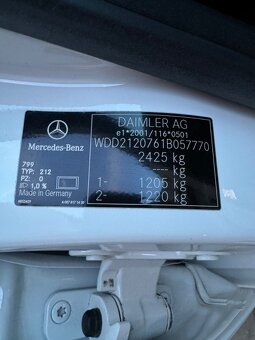 DAIMLER AG
e1*2001/116*0501
WDD2120761B057770
2425 kg
---- kg
1- 1205 kg
2- 1220 kg
Mercedes-Benz
799
TYP: 212
PZ: 0
1,0 %
Made in Germany